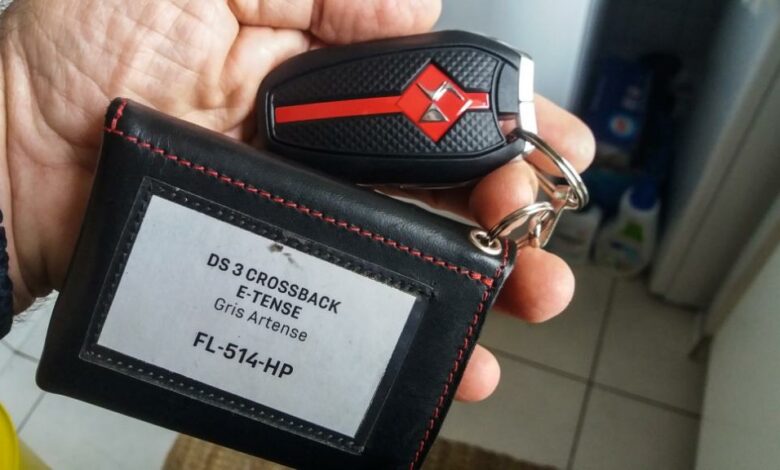 DS 3 CROSSBACK
E-TENSE
Gris Artense
FL-514-HP